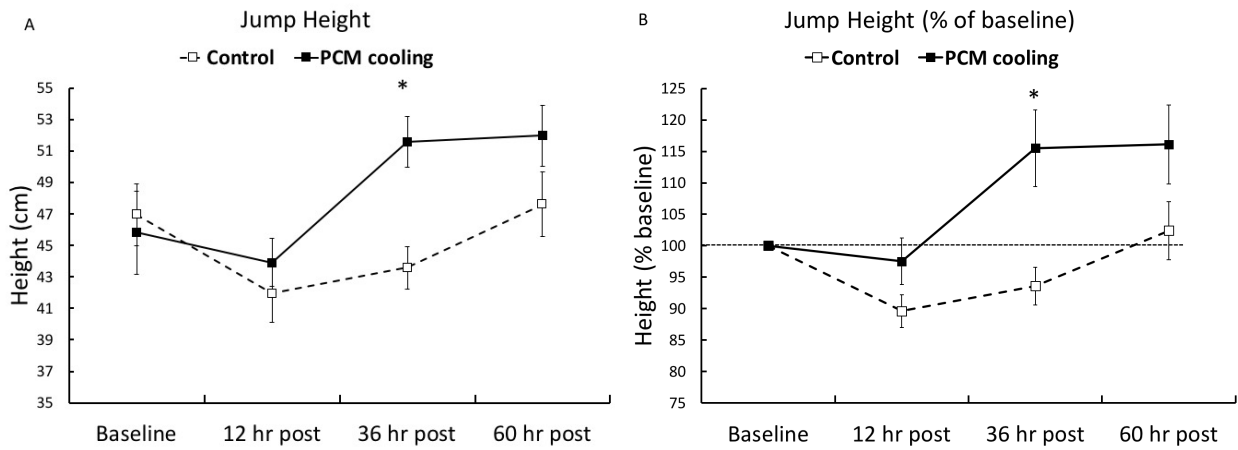 A
Jump Height
Control PCM cooling
Height (cm)
55
53
51
49
47
45
43
41
39
37
35
*
Baseline 12 hr post 36 hr post 60 hr post
B
Jump Height (% of baseline)
Control PCM cooling
Height (% baseline)
125
120
115
110
105
100
95
90
85
80
75
*
Baseline 12 hr post 36 hr post 60 hr post